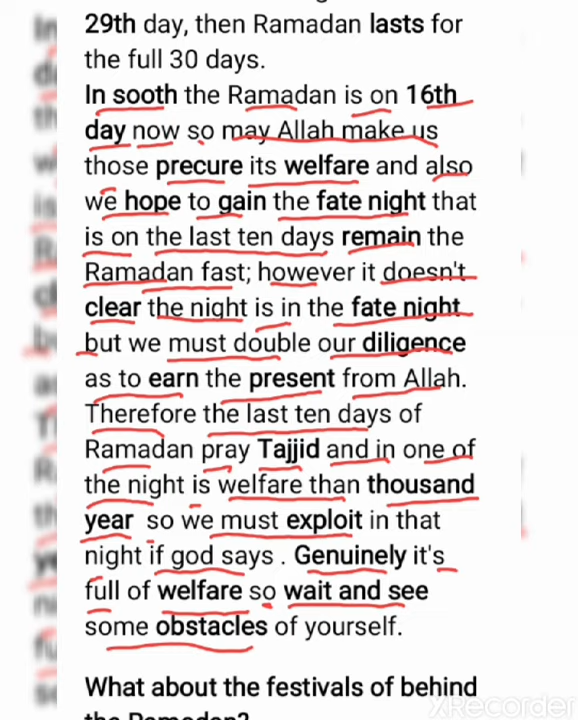 29th day, then Ramadan lasts for
the full 30 days.
In sooth the Ramadan is on 16th
day now so may Allah make us
those precure its welfare and also
we hope to gain the fate night that
is on the last ten days remain the
Ramadan fast; however it doesn't
clear the night is in the fate night
but we must double our diligence
as to earn the present from Allah.
Therefore the last ten days of
Ramadan pray Tajjid and in one of
the night is welfare than thousand
year so we must exploit in that
night if god says . Genuinely it's
full of welfare so wait and see
some obstacles of yourself.
What about the festivals of behind
the Ramadan?
XRecorder